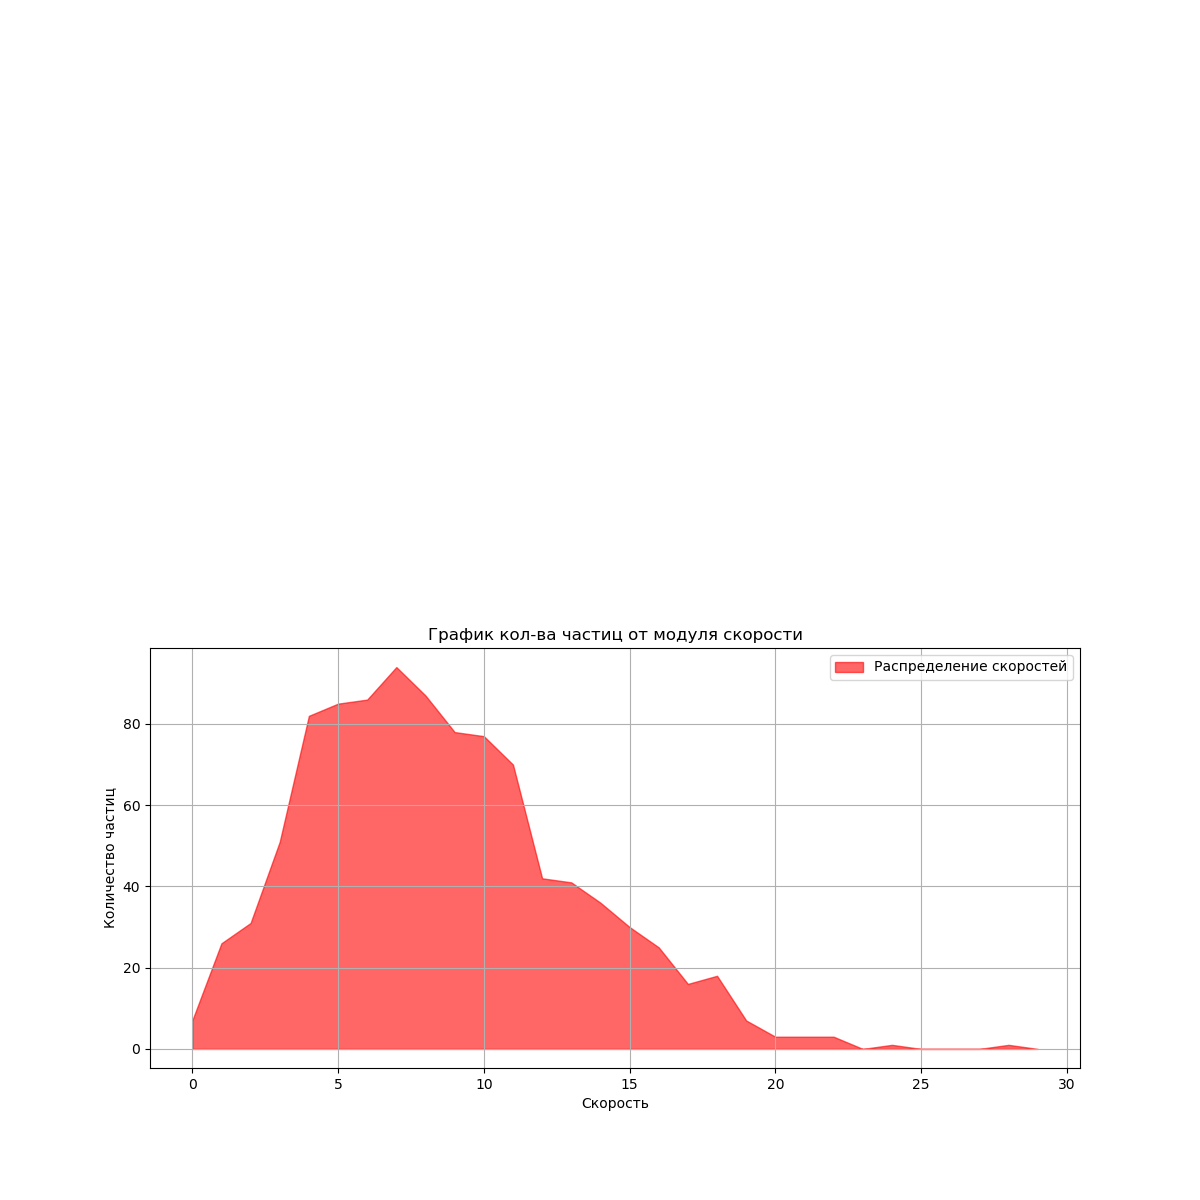 График кол-ва частиц от модуля скорости
Распределение скоростей
Количество частиц
80
60
40
20
0
0 5 10 15 20 25 30
Скорость